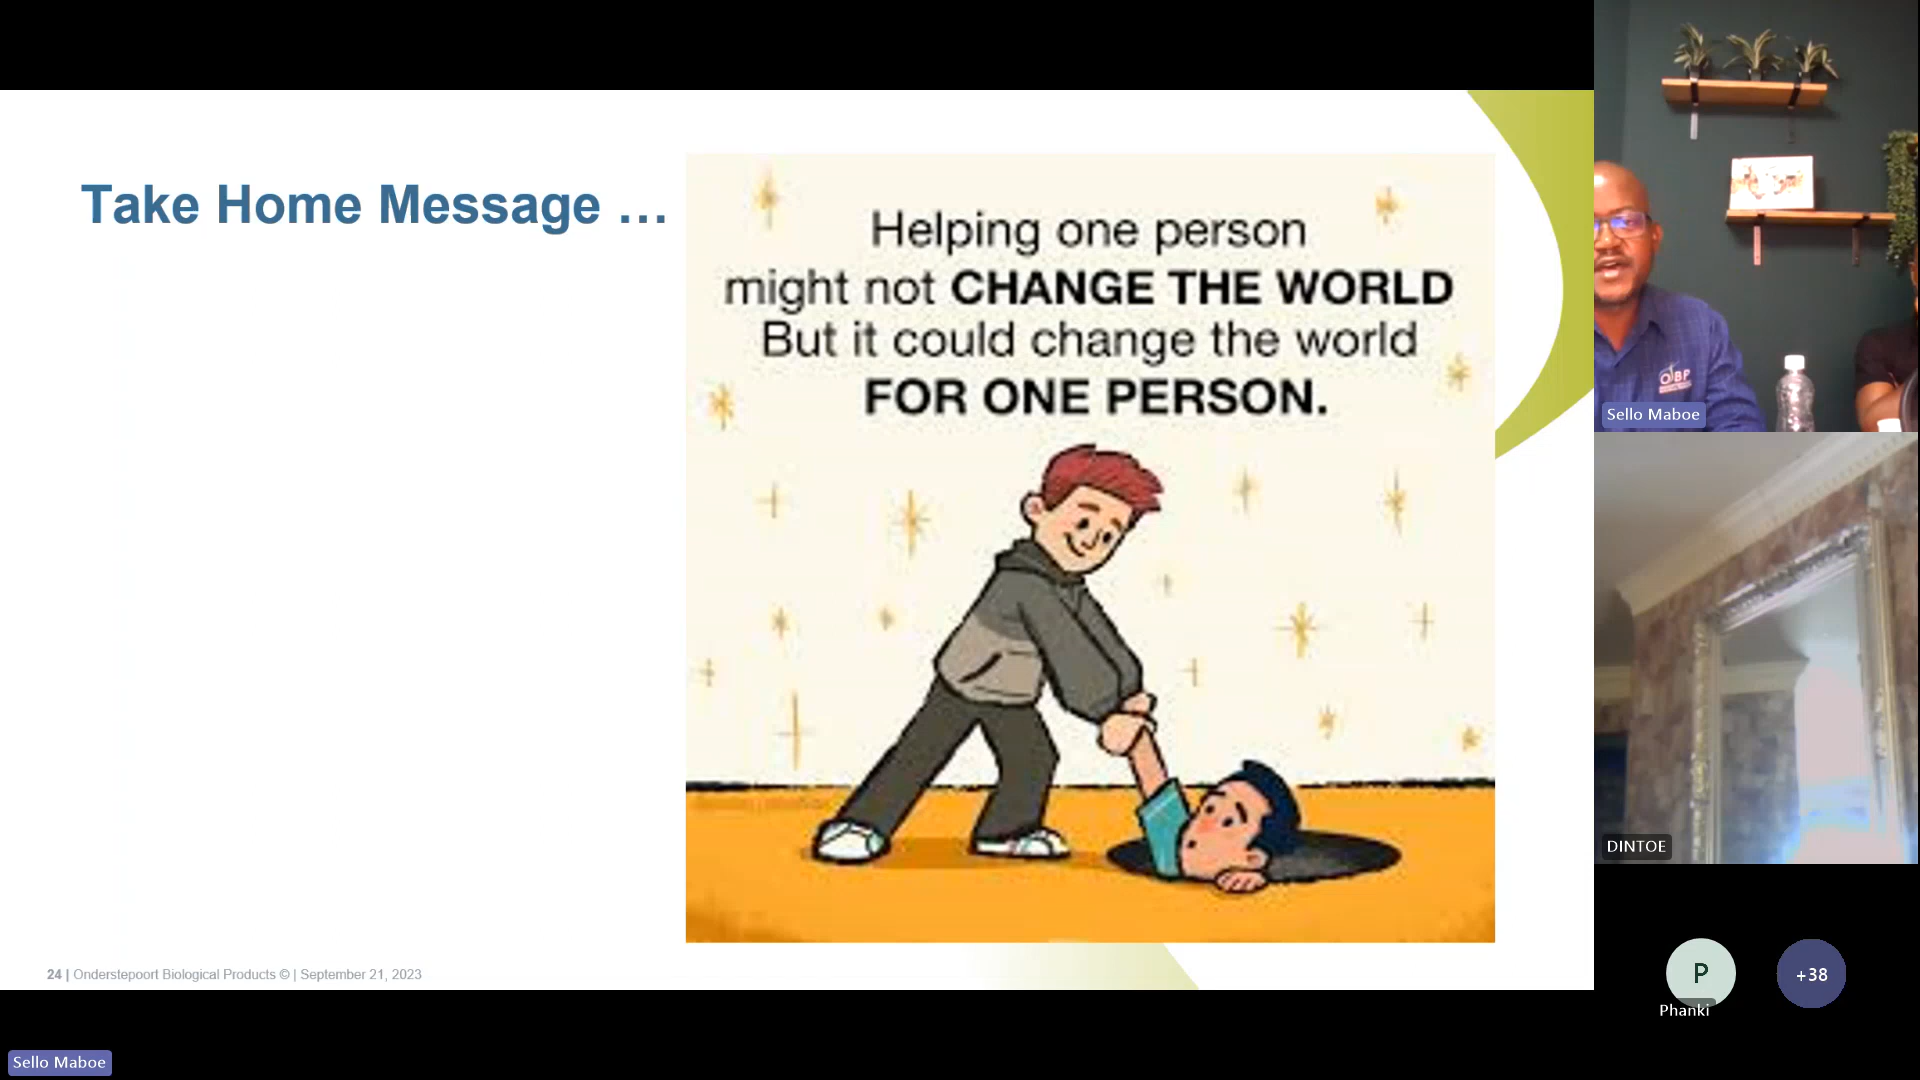 Take Home Message ...
Helping one person
might not CHANGE THE WORLD
But it could change the world
FOR ONE PERSON.
24 | Onderstepoort Biological Products © | September 21, 2023
Sello Maboe
OBP
Sello Maboe
DINTOE
P
Phanki
+38